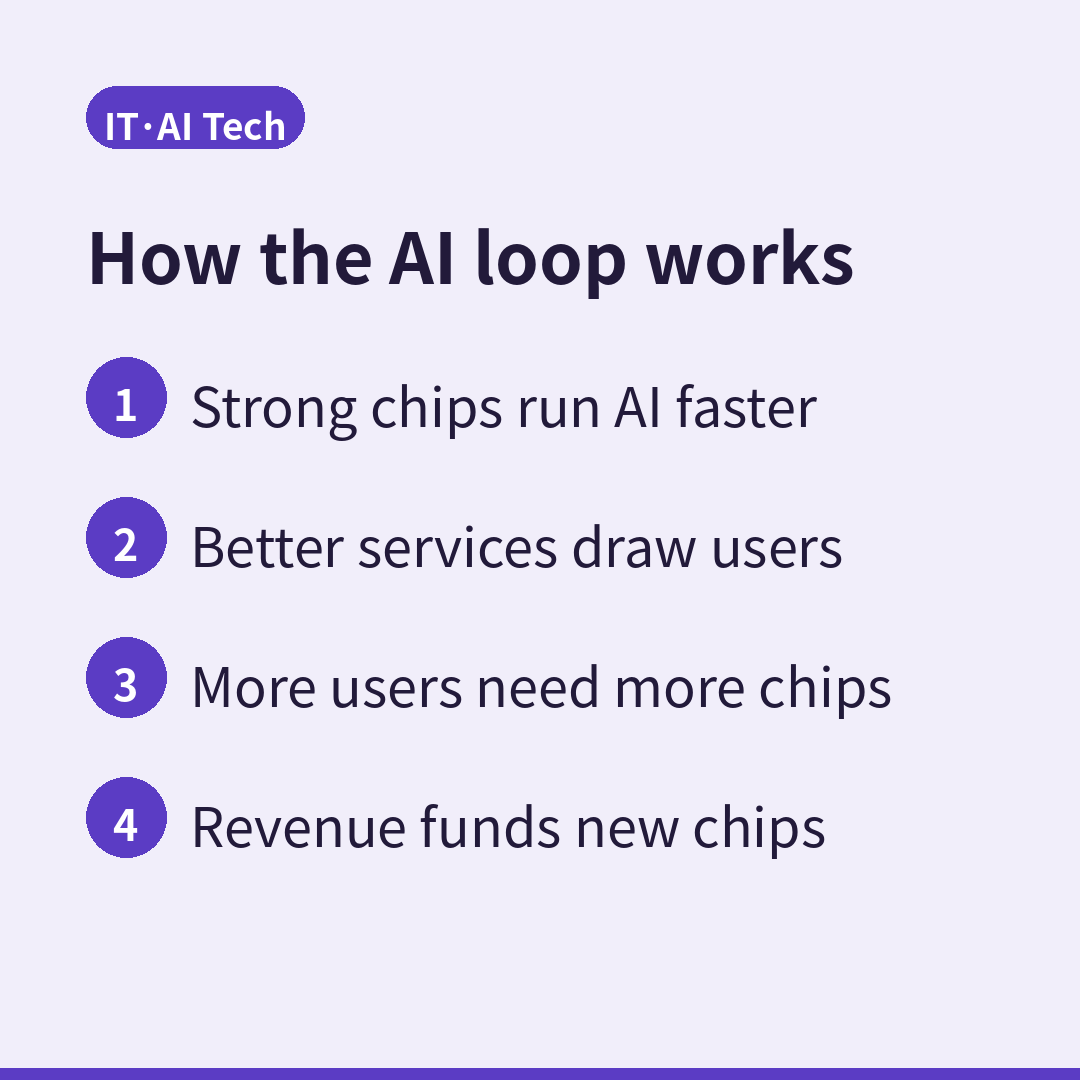 IT·AI Tech
How the AI loop works
1 Strong chips run AI faster
2 Better services draw users
3 More users need more chips
4 Revenue funds new chips